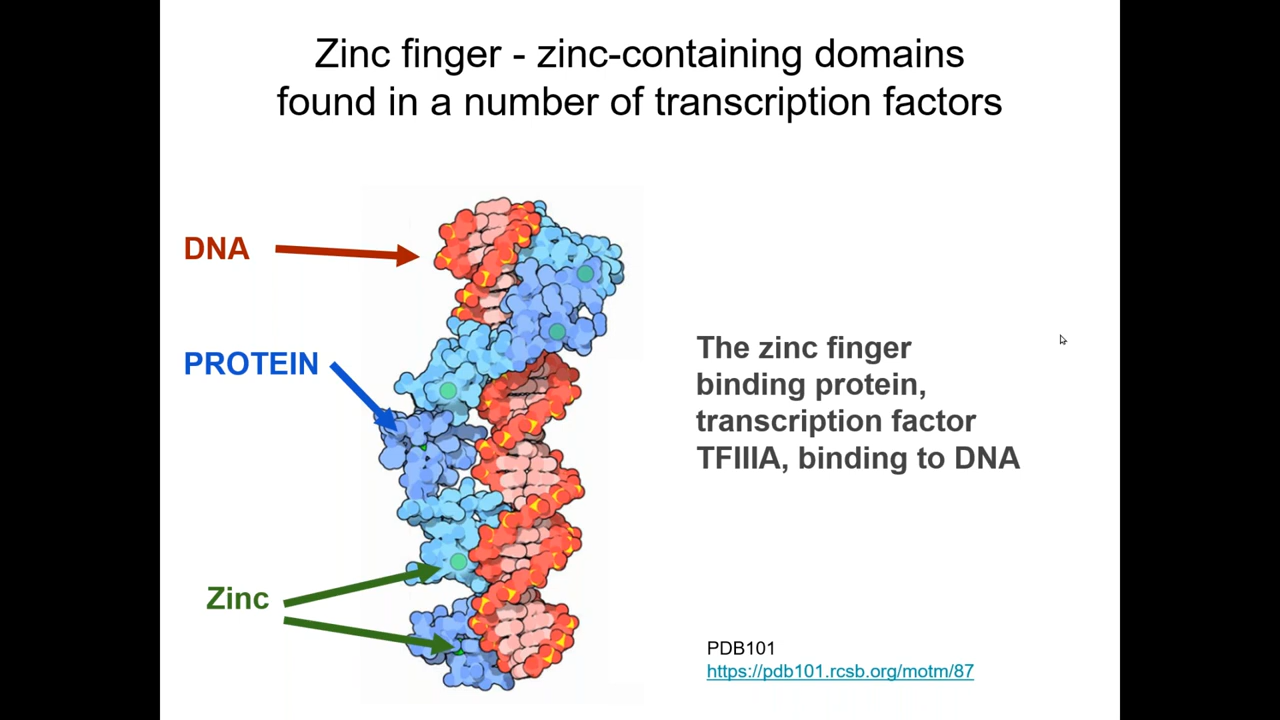 Zinc finger - zinc-containing domains
found in a number of transcription factors
DNA
PROTEIN
The zinc finger
binding protein,
transcription factor
TFIIIA, binding to DNA
Zinc
PDB101
https://pdb101.rcsb.org/motm/87